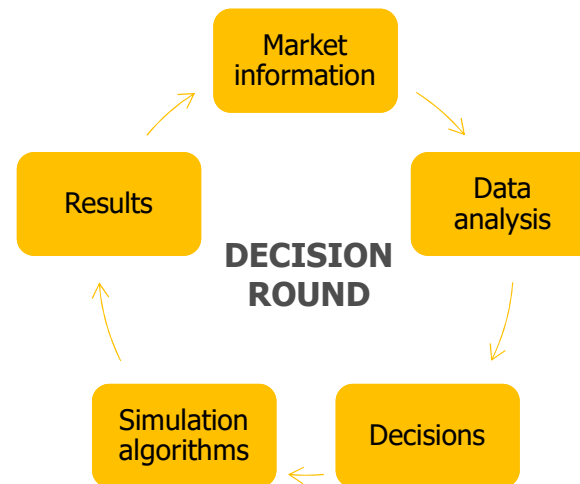 Market
information
Data
analysis
Decisions
Simulation
algorithms
Results
DECISION
ROUND